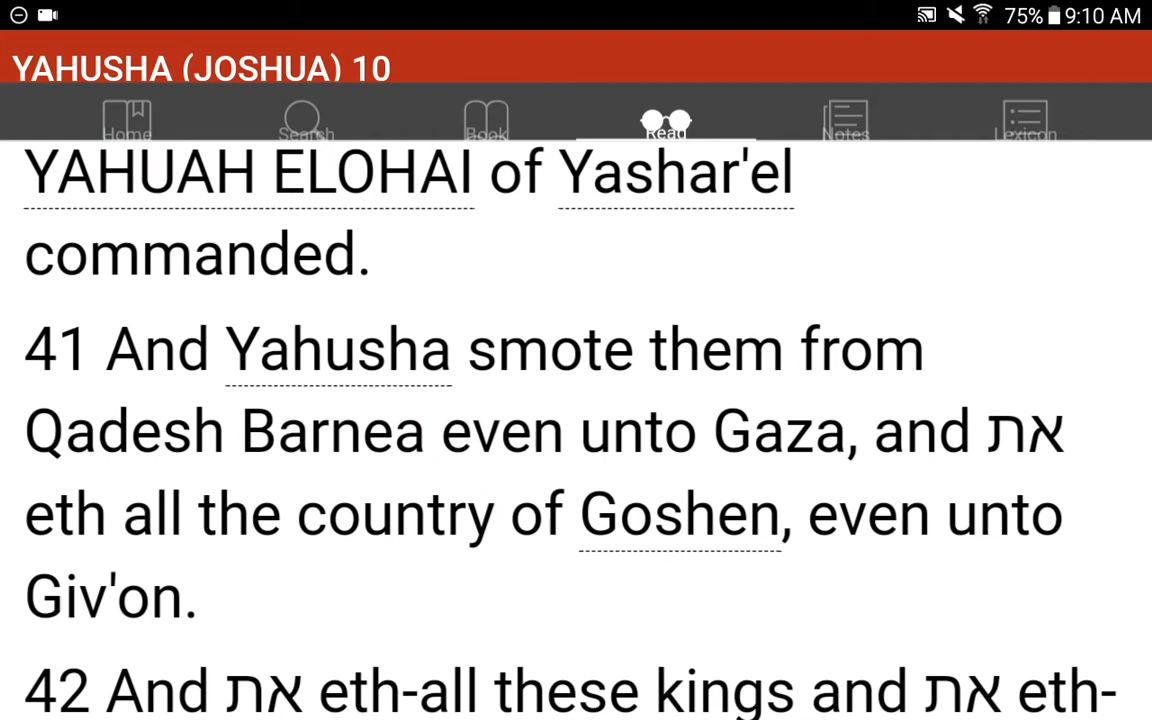 75% 9:10 AM
YAHUSHA (JOSHUA) 10
Home Search Book Read Notes Lexicon
YAHUAH ELOHAI of Yashar'el
commanded.
41 And Yahusha smote them from
Qadesh Barnea even unto Gaza, and את
eth all the country of Goshen, even unto
Giv'on.
42 And את eth-all these kings and את eth-